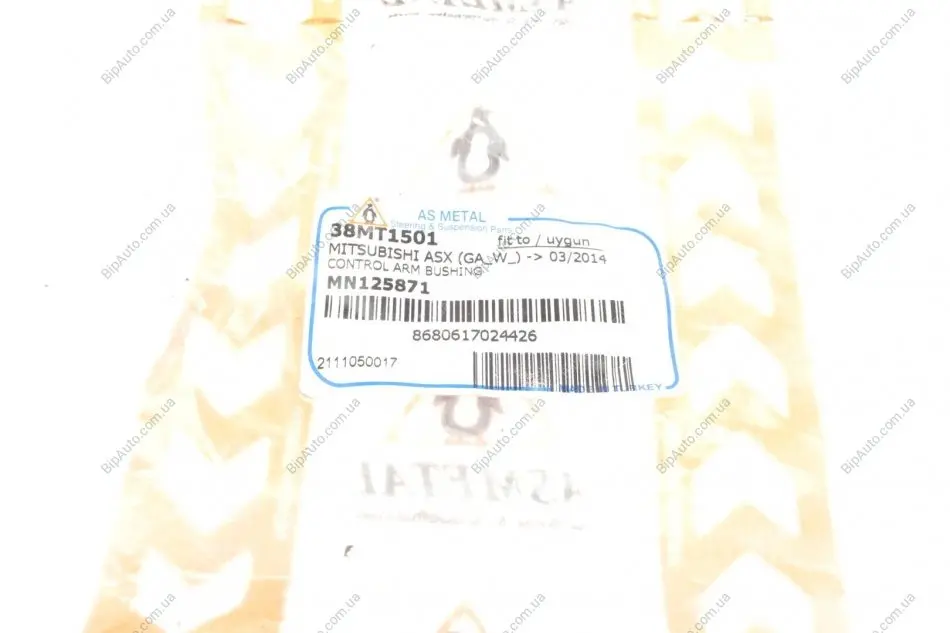 AS METAL
Steering & Suspension Parts
38MT1501
fit to / uygun
MITSUBISHI ASX (GA_W_) -> 03/2014
CONTROL ARM BUSHING
MN125871
8680617024426
2111050017
MADE IN TURKEY
BipAuto.com.ua